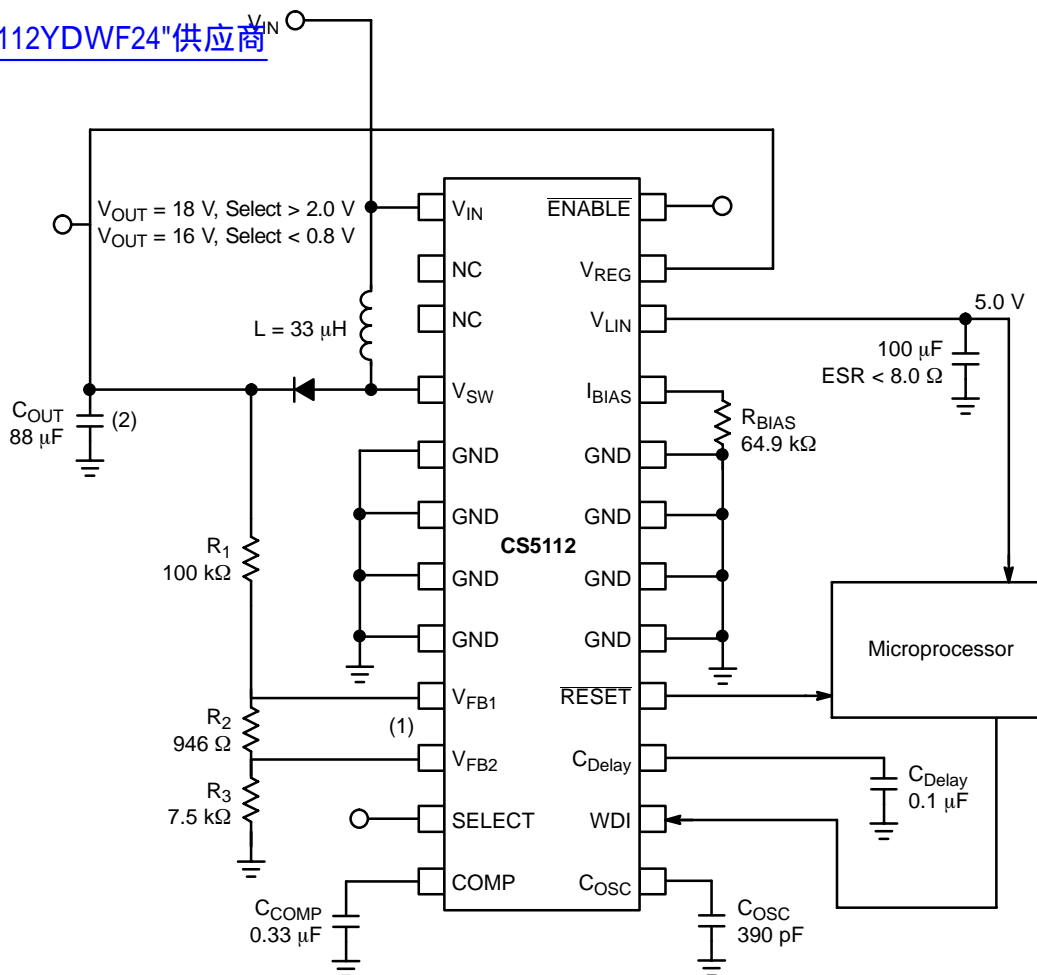 112YDWF24"供应商
VIN
VOUT = 18 V, Select > 2.0 V
VOUT = 16 V, Select < 0.8 V
L = 33 μH
COUT
88 μF
(2)
R1
100 kΩ
R2
946 Ω
R3
7.5 kΩ
(1)
CCOMP
0.33 μF
VIN
NC
NC
VSW
GND
GND
GND
GND
VFB1
VFB2
SELECT
COMP
CS5112
ENABLE
VREG
VLIN
IBIAS
GND
GND
GND
GND
RESET
CDelay
WDI
COSC
5.0 V
100 μF
ESR < 8.0 Ω
RBIAS
64.9 kΩ
Microprocessor
CDelay
0.1 μF
COSC
390 pF